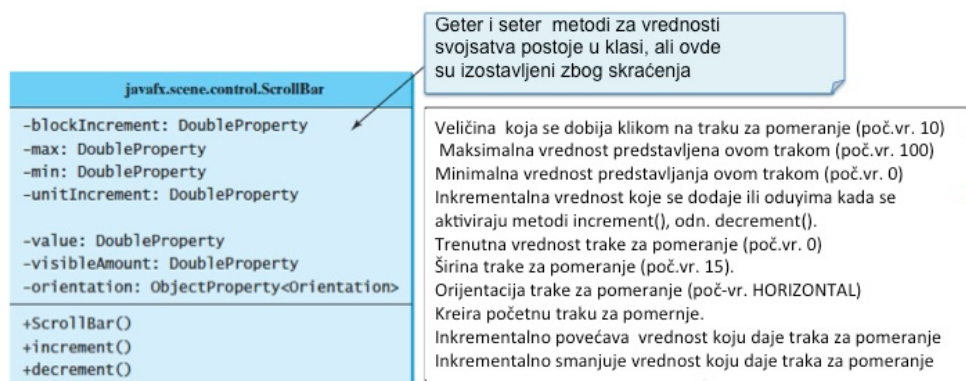 Geter i seter metodi za vrednosti
svojsatva postoje u klasi, ali ovde
su izostavljeni zbog skraćenja
javafx.scene.control.ScrollBar
-blockIncrement: DoubleProperty
-max: DoubleProperty
-min: DoubleProperty
-unitIncrement: DoubleProperty
-value: DoubleProperty
-visibleAmount: DoubleProperty
-orientation: ObjectProperty<Orientation>
+ScrollBar()
+increment()
+decrement()
Veličina koja se dobija klikom na traku za pomeranje (poč.vr. 10)
Maksimalna vrednost predstavljena ovom trakom (poč.vr. 100)
Minimalna vrednost predstavljanja ovom trakom (poč.vr. 0)
Inkrementalna vrednost koje se dodaje ili oduyima kada se
aktiviraju metodi increment(), odn. decrement().
Trenutna vrednost trake za pomeranje (poč.vr. 0)
Širina trake za pomeranje (poč.vr. 15).
Orijentacija trake za pomeranje (poč-vr. HORIZONTAL)
Kreira početnu traku za pomernje.
Inkrementalno povećava vrednost koju daje traka za pomeranje
Inkrementalno smanjuje vrednost koju daje traka za pomeranje